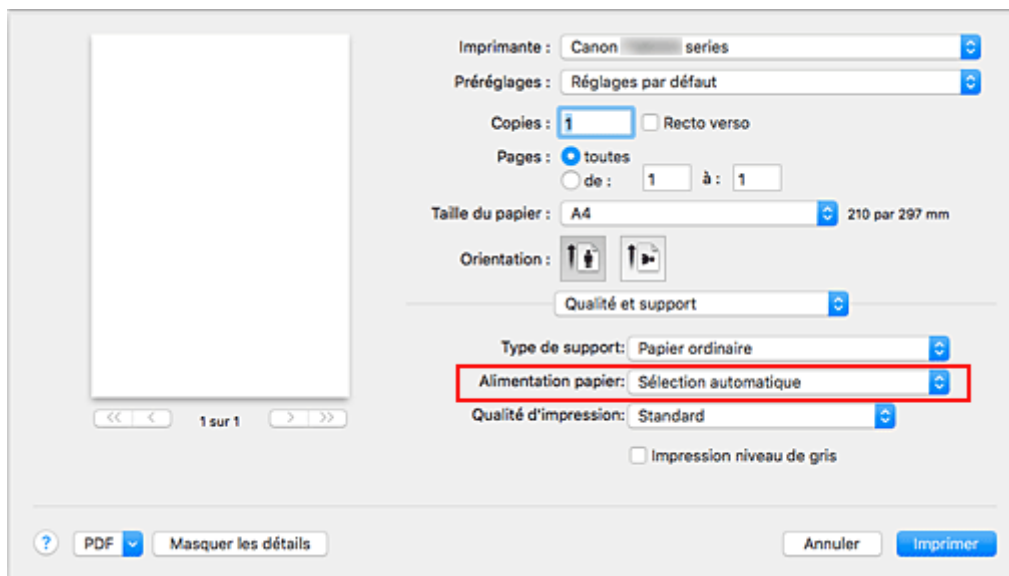 Imprimante : Canon series
Préréglages : Réglages par défaut
Copies : 1 Recto verso
Pages : toutes
de : 1 à : 1
Taille du papier : A4 210 par 297 mm
Orientation :
Qualité et support
Type de support: Papier ordinaire
Alimentation papier: Sélection automatique
Qualité d'impression: Standard
Impression niveau de gris
1 sur 1
? PDF Masquer les détails Annuler Imprimer